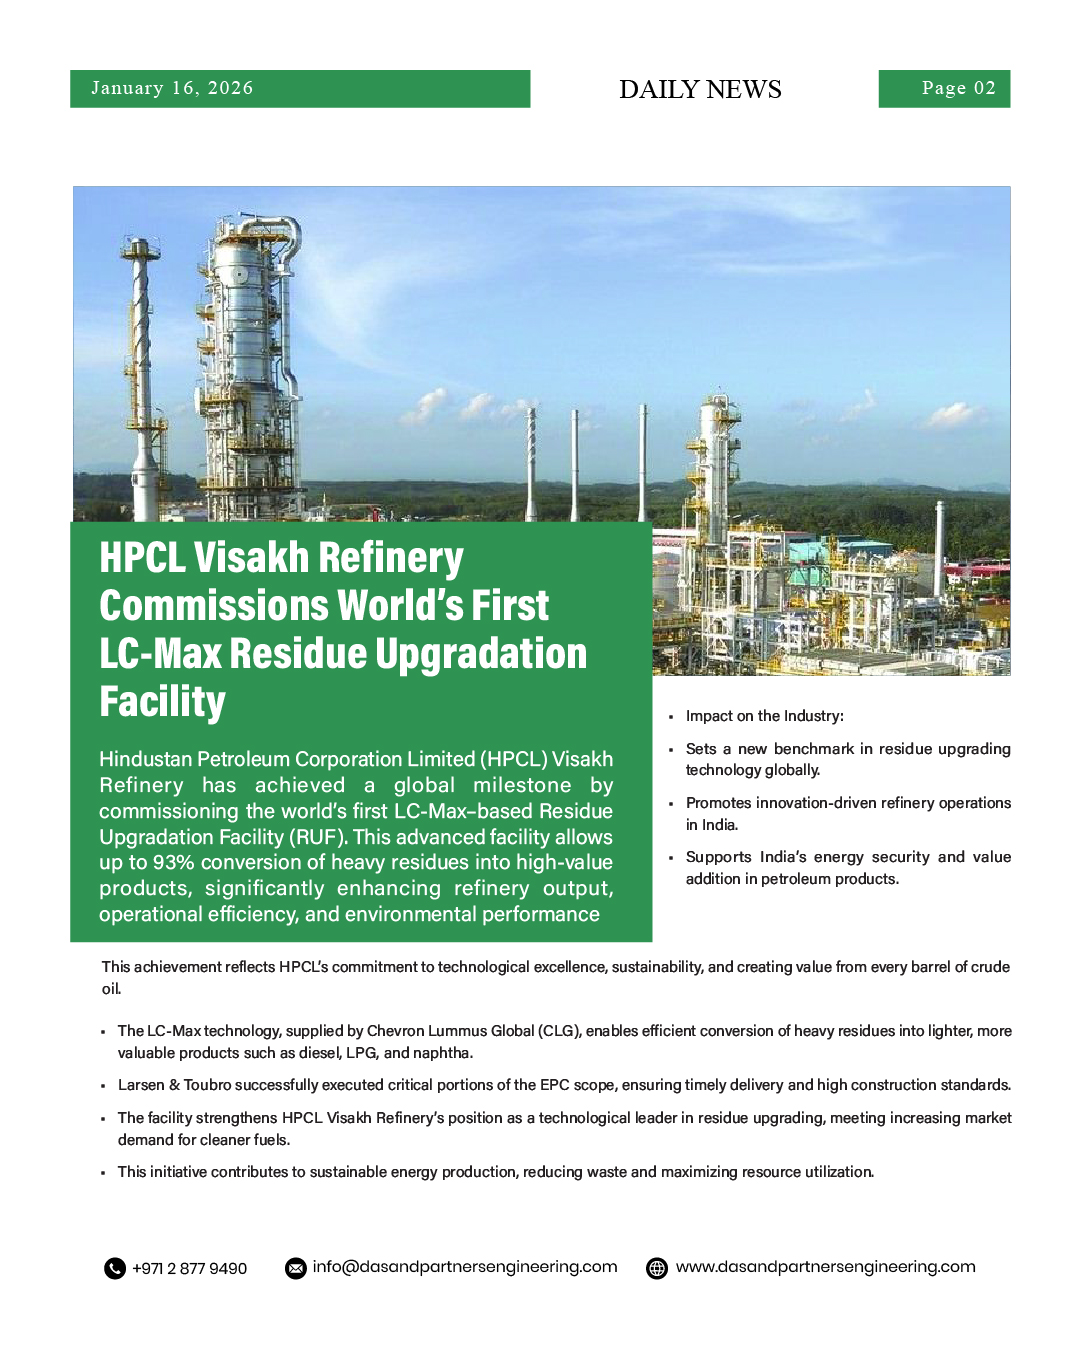 January 16, 2026
DAILY NEWS
Page 02
HPCL Visakh Refinery
Commissions World's First
LC-Max Residue Upgradation
Facility
Hindustan Petroleum Corporation Limited (HPCL) Visakh
Refinery has achieved a global milestone by
commissioning the world's first LC-Max–based Residue
Upgradation Facility (RUF). This advanced facility allows
up to 93% conversion of heavy residues into high-value
products, significantly enhancing refinery output,
operational efficiency, and environmental performance
• Impact on the Industry:
• Sets a new benchmark in residue upgrading
technology globally.
• Promotes innovation-driven refinery operations
in India.
• Supports India's energy security and value
addition in petroleum products.
This achievement reflects HPCL's commitment to technological excellence, sustainability, and creating value from every barrel of crude
oil.
• The LC-Max technology, supplied by Chevron Lummus Global (CLG), enables efficient conversion of heavy residues into lighter, more
valuable products such as diesel, LPG, and naphtha.
• Larsen & Toubro successfully executed critical portions of the EPC scope, ensuring timely delivery and high construction standards.
• The facility strengthens HPCL Visakh Refinery's position as a technological leader in residue upgrading, meeting increasing market
demand for cleaner fuels.
• This initiative contributes to sustainable energy production, reducing waste and maximizing resource utilization.
+971 2 877 9490
info@dasandpartnersengineering.com
www.dasandpartnersengineering.com